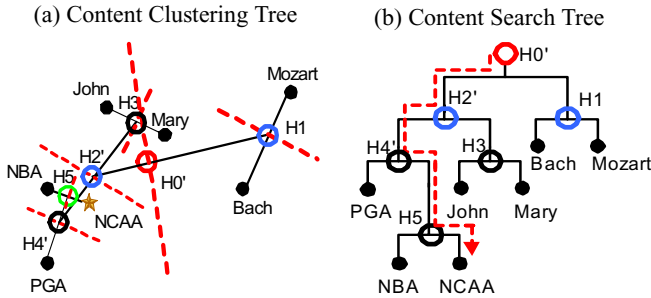 (a) Content Clustering Tree
John
H3
Mary
Mozart
H1
H2'
H0'
NBA
H5
NCAA
Bach
H4'
PGA
(b) Content Search Tree
H0'
H2'
H1
H4'
H3
Bach
Mozart
PGA
H5
John
Mary
NBA
NCAA